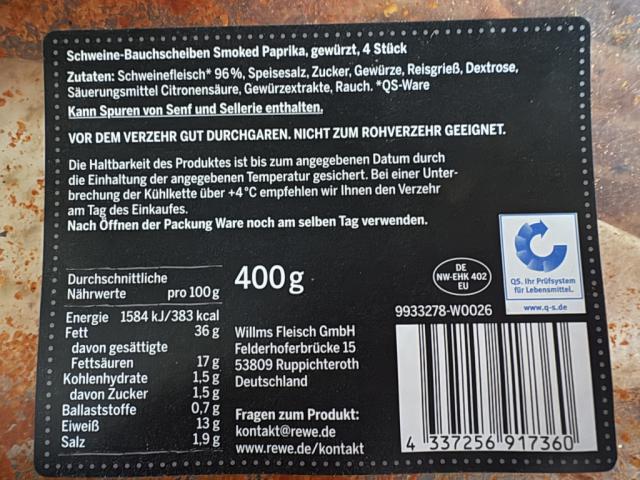 Schweine-Bauchscheiben Smoked Paprika, gewürzt, 4 Stück
Zutaten: Schweinefleisch* 96%, Speisesalz, Zucker, Gewürze, Reisgrieß, Dextrose,
Säuerungsmittel Citronensäure, Gewürzextrakte, Rauch. *QS-Ware
Kann Spuren von Senf und Sellerie enthalten.
VOR DEM VERZEHR GUT DURCHGAREN. NICHT ZUM ROHVERZEHR GEEIGNET.
Die Haltbarkeit des Produktes ist bis zum angegebenen Datum durch
die Einhaltung der angegebenen Temperatur gesichert. Bei einer Unter-
brechung der Kühlkette über +4°C empfehlen wir Ihnen den Verzehr
am Tag des Einkaufes.
Nach Öffnen der Packung Ware noch am selben Tag verwenden.
Durchschnittliche
Nährwerte pro 100g
Energie 1584 kJ/383 kcal
Fett 36 g
davon gesättigte
Fettsäuren 17 g
Kohlenhydrate 1,5 g
davon Zucker 1,5 g
Ballaststoffe 0,7 g
Eiweiß 13 g
Salz 1,9 g
400g
Willms Fleisch GmbH
Felderhoferbrücke 15
53809 Ruppichteroth
Deutschland
Fragen zum Produkt:
kontakt@rewe.de
www.rewe.de/kontakt
DE
NW-EHK 402
EU
QS. Ihr Prüfsystem
für Lebensmittel.
www.q-s.de
9933278-W0026
4 337256 917360